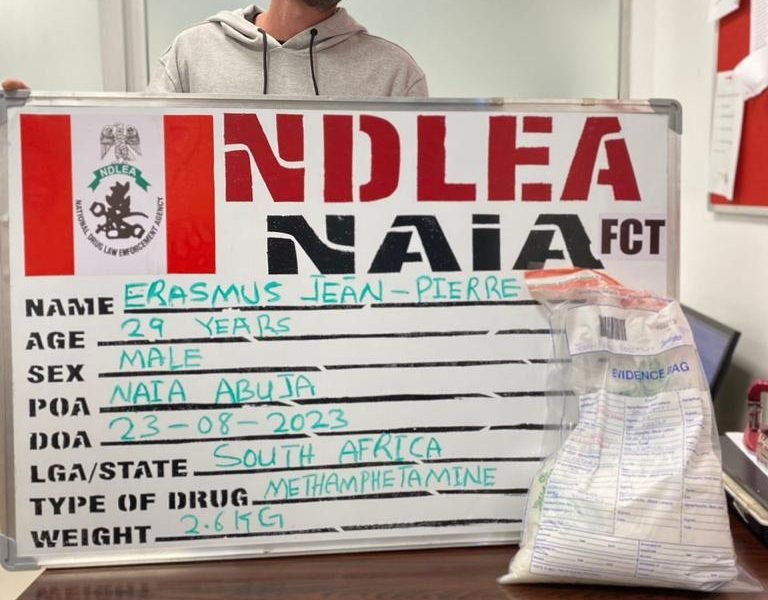 NDLEA
NATIONAL DRUG LAW ENFORCEMENT AGENCY
NDLEA
NAiA FCT
NAME ERASMUS JEAN-PIERRE
AGE 29 YEARS
SEX MALE
POA NAIA ABUJA
DOA 23-08-2023
LGA/STATE SOUTH AFRICA
TYPE OF DRUG METHAMPHETAMINE
WEIGHT 2.6KG
EVIDENCE BAG